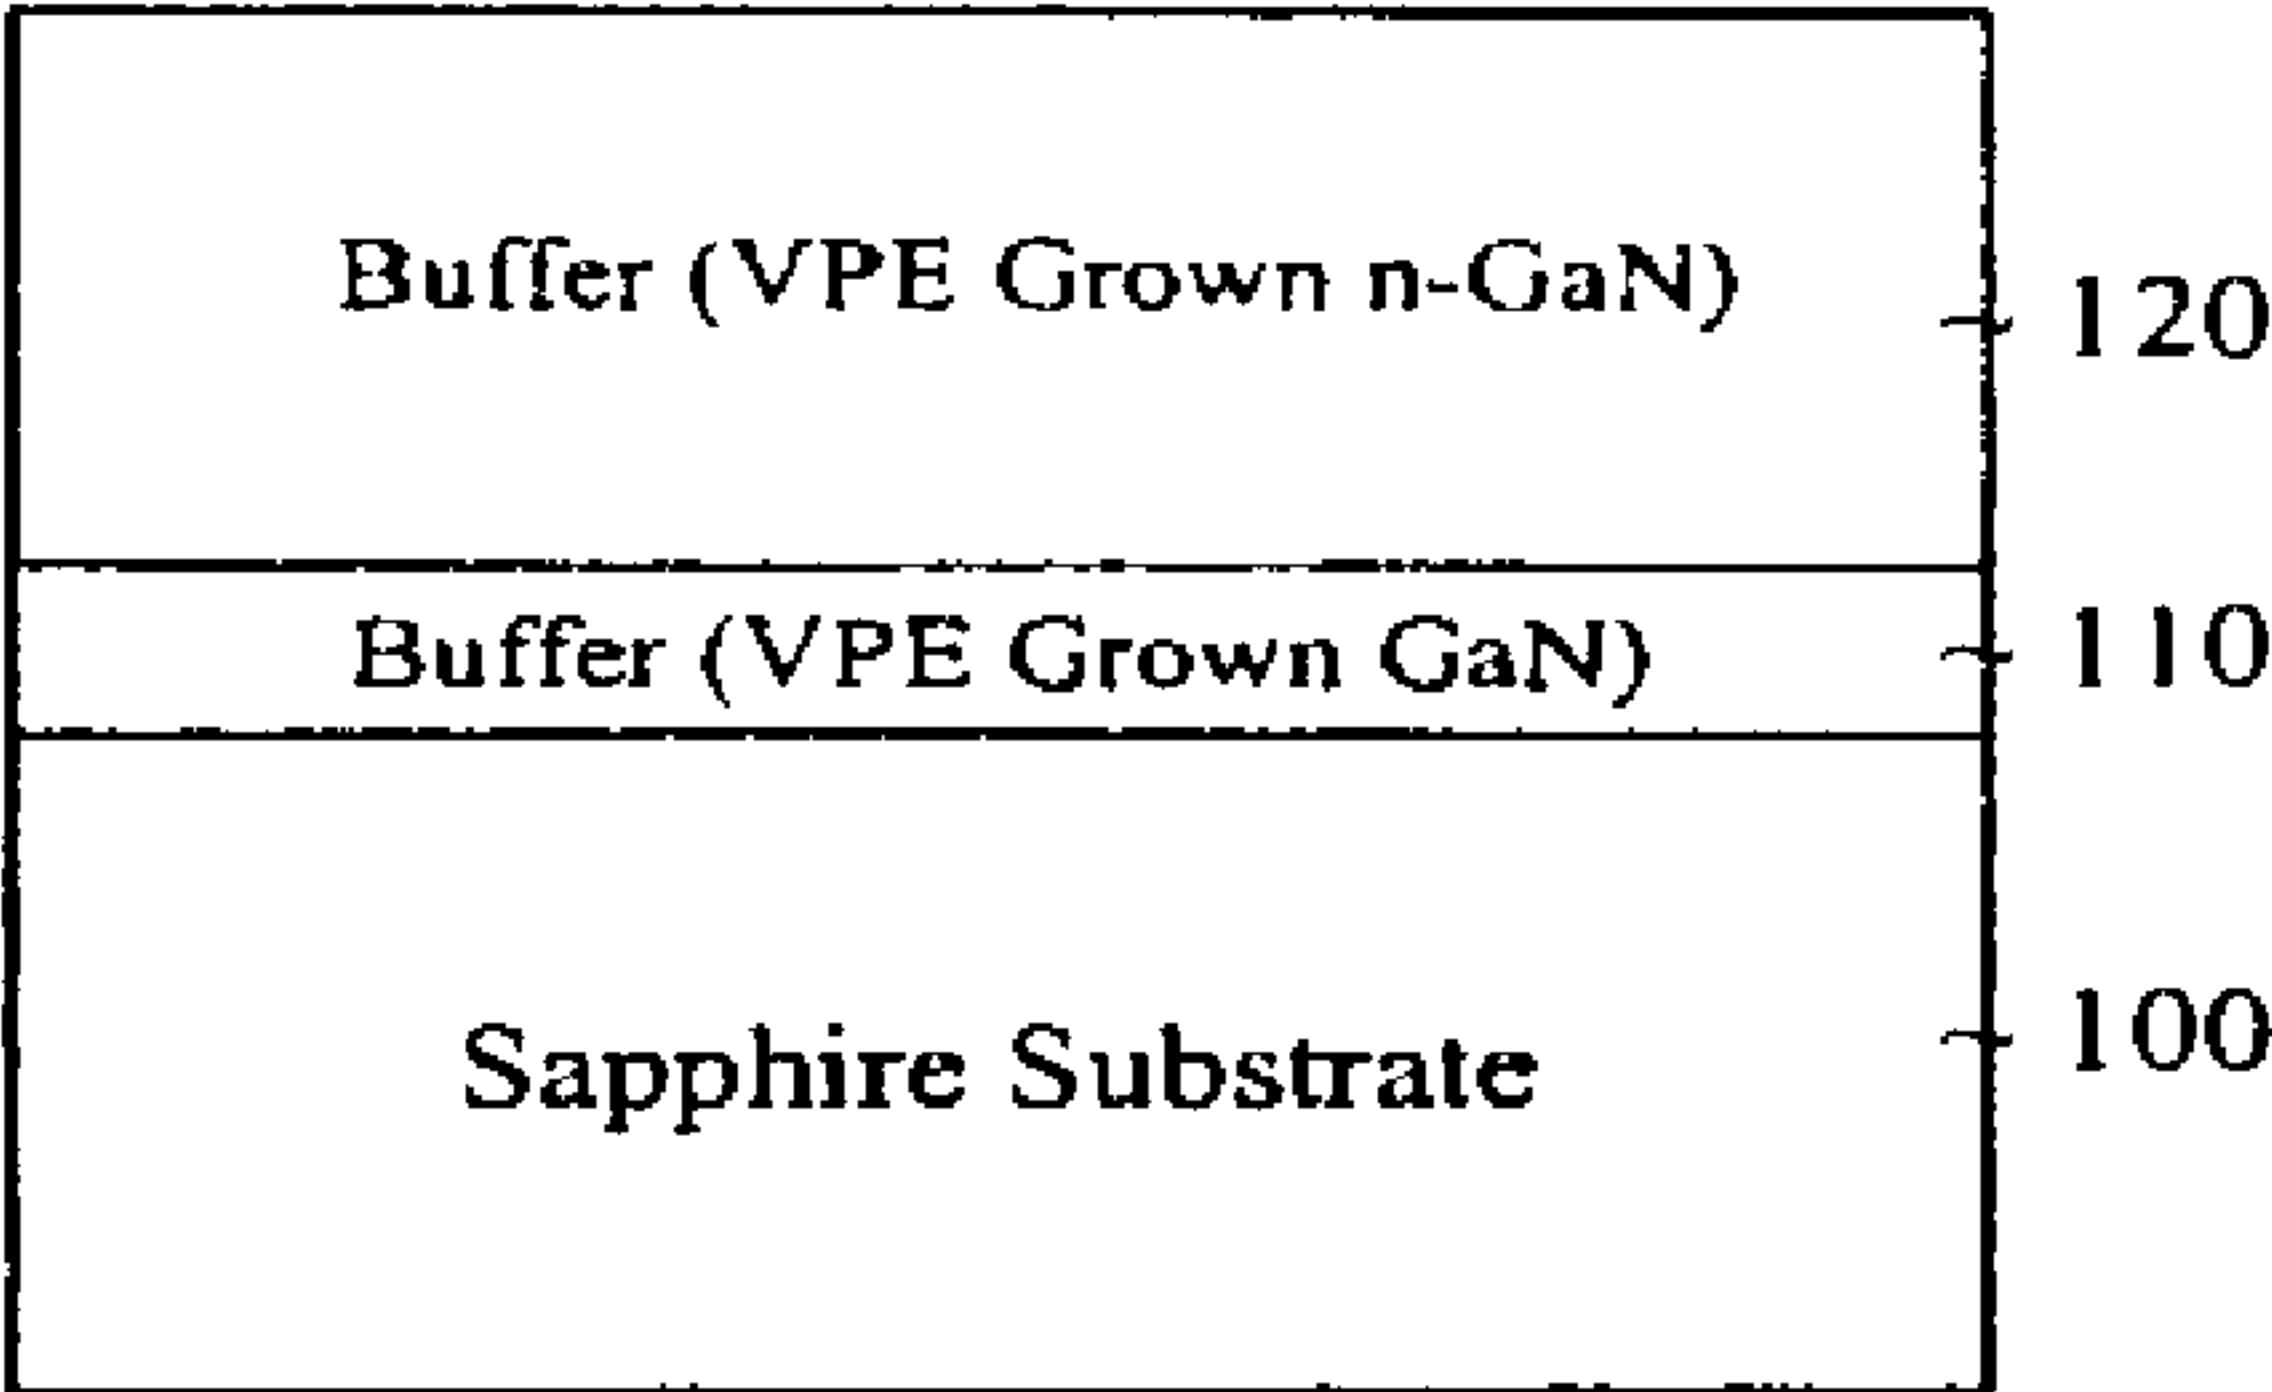 Buffer (VPE Grown n-GaN)
120
Buffer (VPE Grown GaN)
110
Sapphire Substrate
100